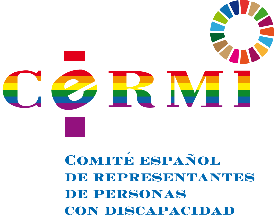 CeRMI
COMITÉ ESPAÑOL
DE REPRESENTANTES
DE PERSONAS
CON DISCAPACIDAD